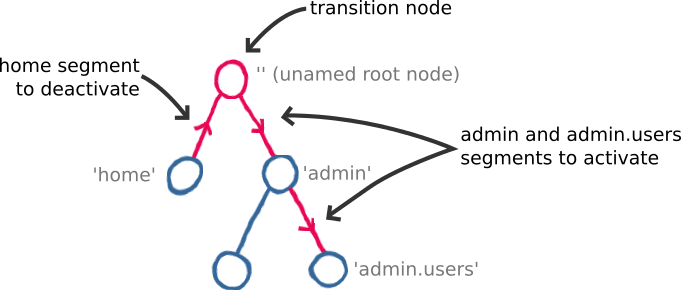 transition node
home segment
to deactivate
'' (unamed root node)
admin and admin.users
segments to activate
'home'
'admin'
'admin.users'